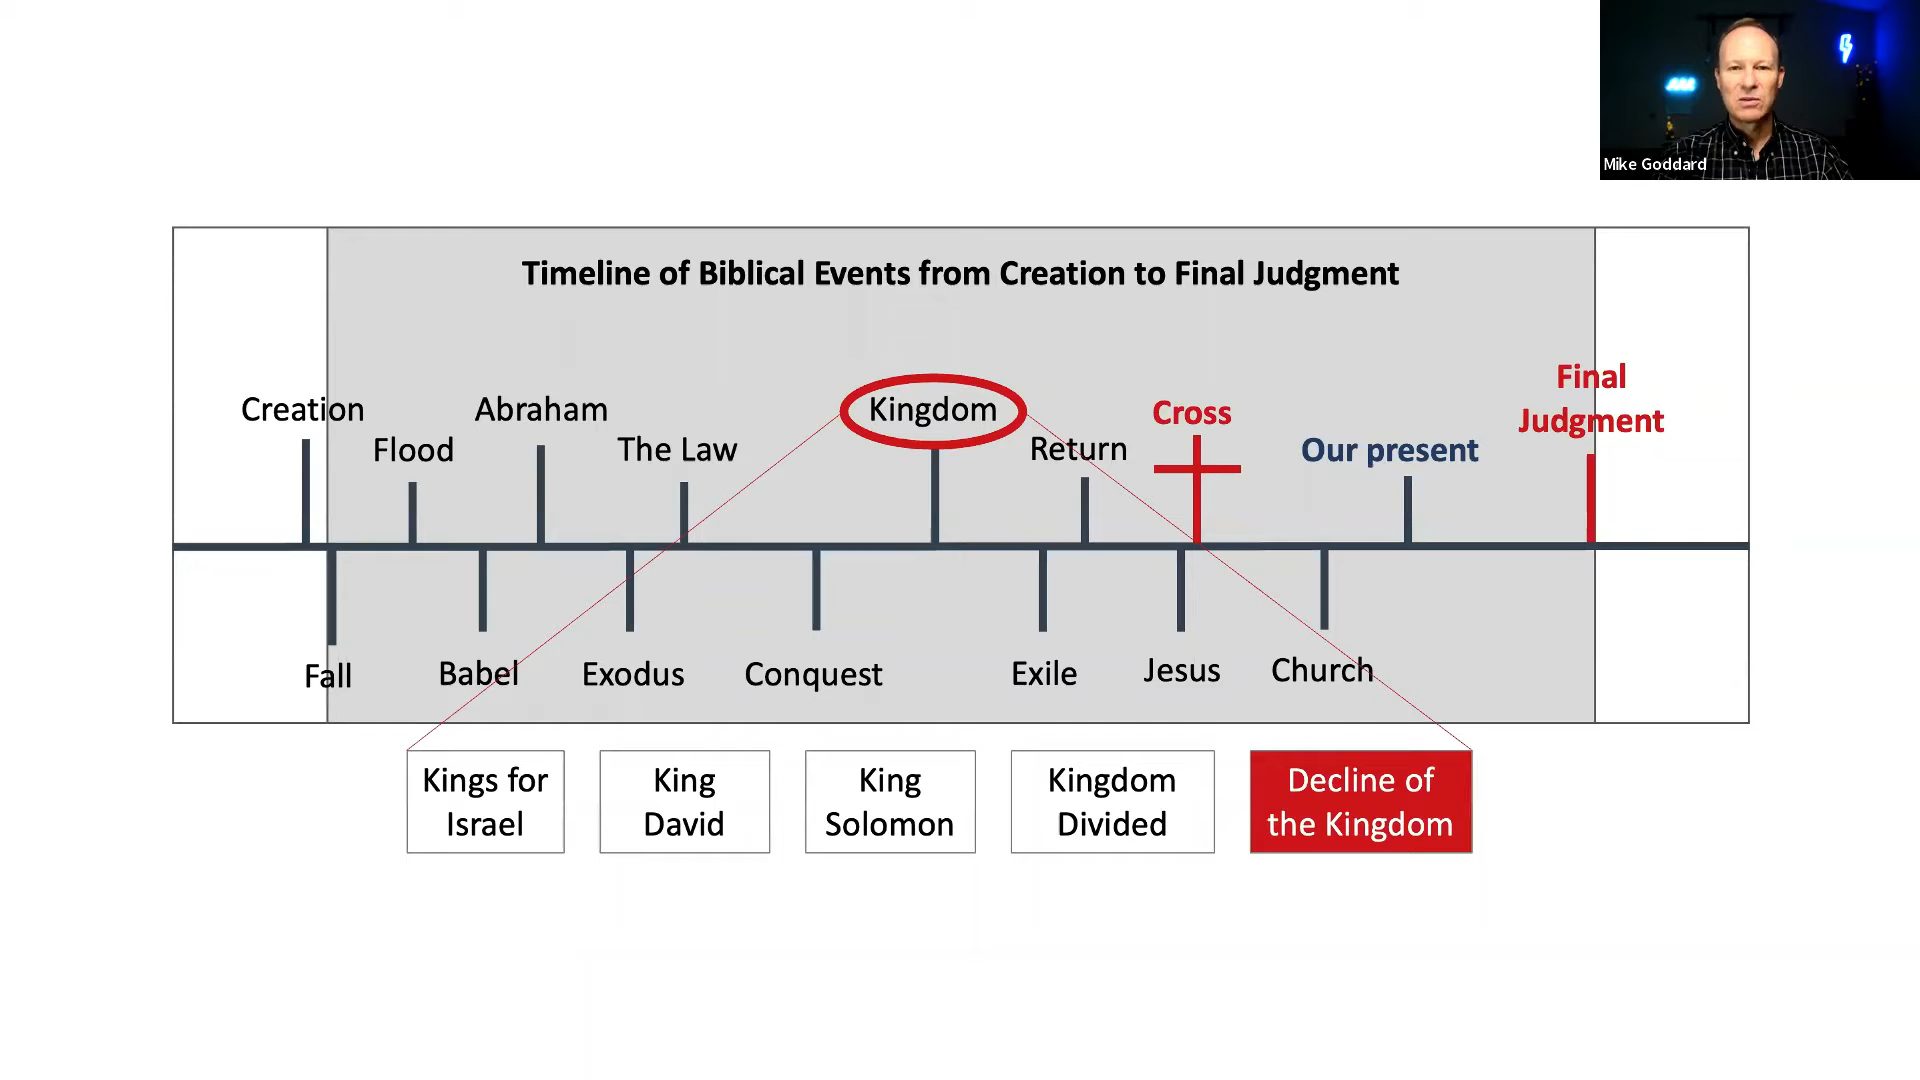 Mike Goddard
Timeline of Biblical Events from Creation to Final Judgment
Creation
Flood
Abraham
The Law
Kingdom
Return
Cross
Our present
Final
Judgment
Fall
Babel
Exodus
Conquest
Exile
Jesus
Church
Kings for
Israel
King
David
King
Solomon
Kingdom
Divided
Decline of
the Kingdom